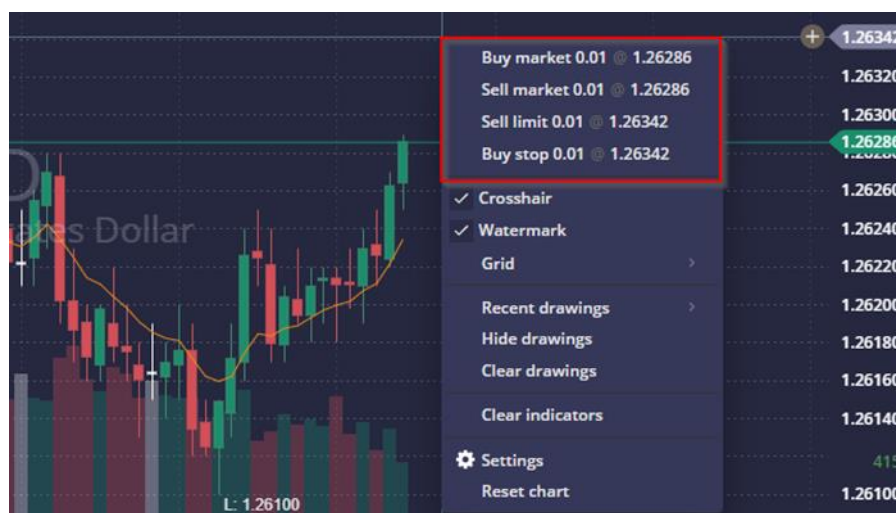 Buy market 0.01 @ 1.26286
Sell market 0.01 @ 1.26286
Sell limit 0.01 @ 1.26342
Buy stop 0.01 @ 1.26342
Crosshair
Watermark
Grid
Recent drawings
Hide drawings
Clear drawings
Clear indicators
Settings
Reset chart
Dollar
L: 1.26100
1.26342
1.26320
1.26300
1.26286
1.26260
1.26240
1.26220
1.26200
1.26180
1.26160
1.26140
415
1.26100